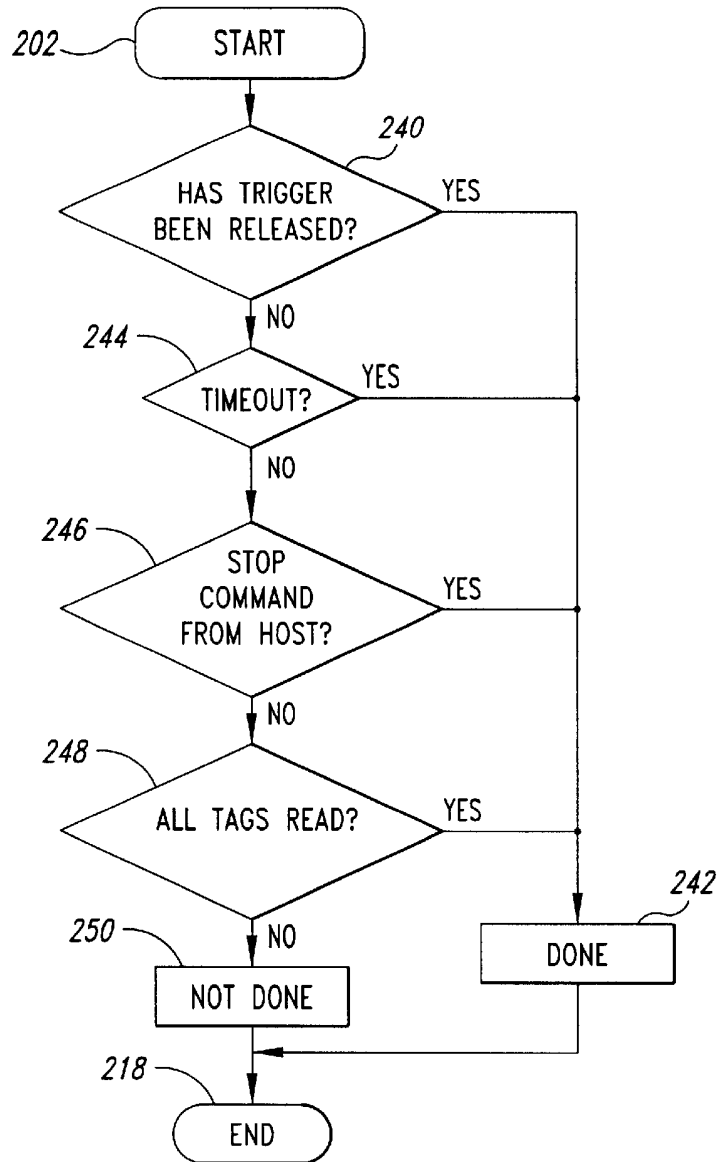 202
START
240
HAS TRIGGER
BEEN RELEASED?
YES
NO
244
TIMEOUT?
YES
NO
246
STOP
COMMAND
FROM HOST?
YES
NO
248
ALL TAGS READ?
YES
NO
242
DONE
250
NOT DONE
218
END